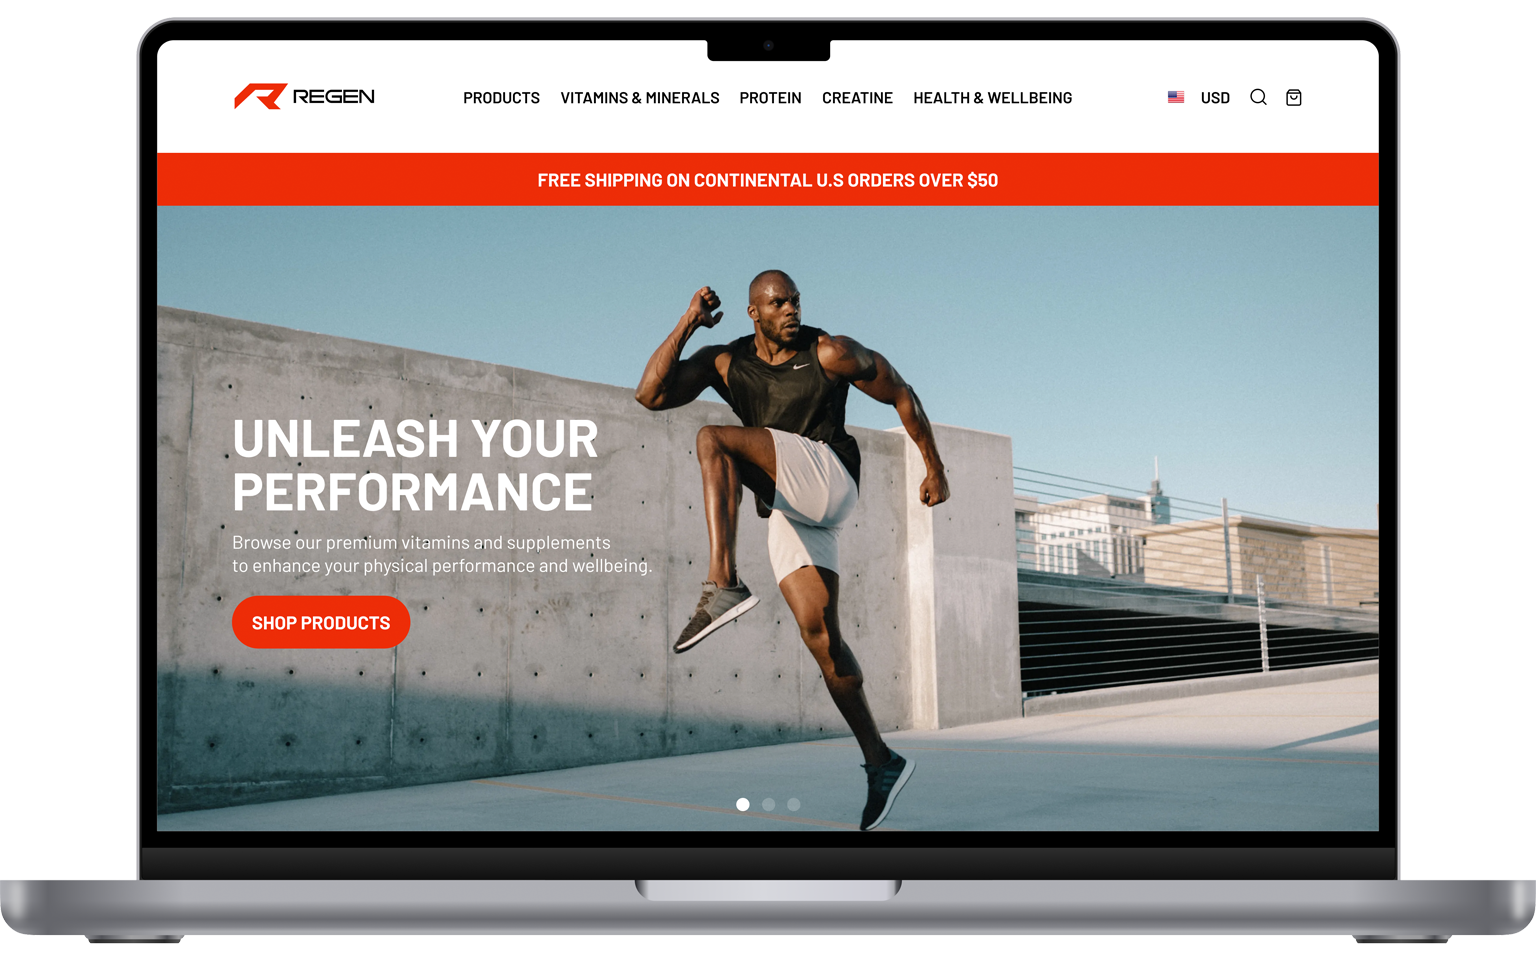 REGEN
PRODUCTS VITAMINS & MINERALS PROTEIN CREATINE HEALTH & WELLBEING USD
FREE SHIPPING ON CONTINENTAL U.S ORDERS OVER $50
UNLEASH YOUR
PERFORMANCE
Browse our premium vitamins and supplements
to enhance your physical performance and wellbeing.
SHOP PRODUCTS